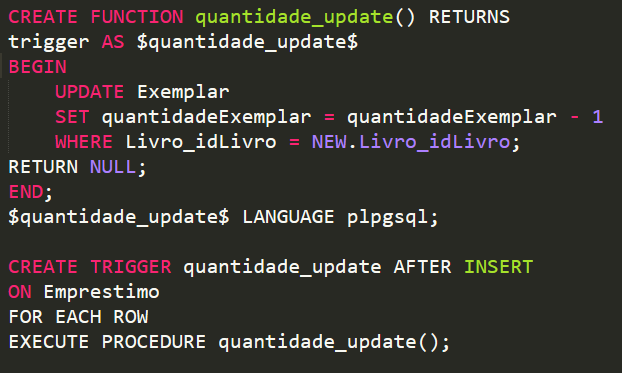 CREATE FUNCTION quantidade_update() RETURNS
trigger AS $quantidade_update$
BEGIN
    UPDATE Exemplar
    SET quantidadeExemplar = quantidadeExemplar - 1
    WHERE Livro_idLivro = NEW.Livro_idLivro;
RETURN NULL;
END;
$quantidade_update$ LANGUAGE plpgsql;

CREATE TRIGGER quantidade_update AFTER INSERT
ON Emprestimo
FOR EACH ROW
EXECUTE PROCEDURE quantidade_update();